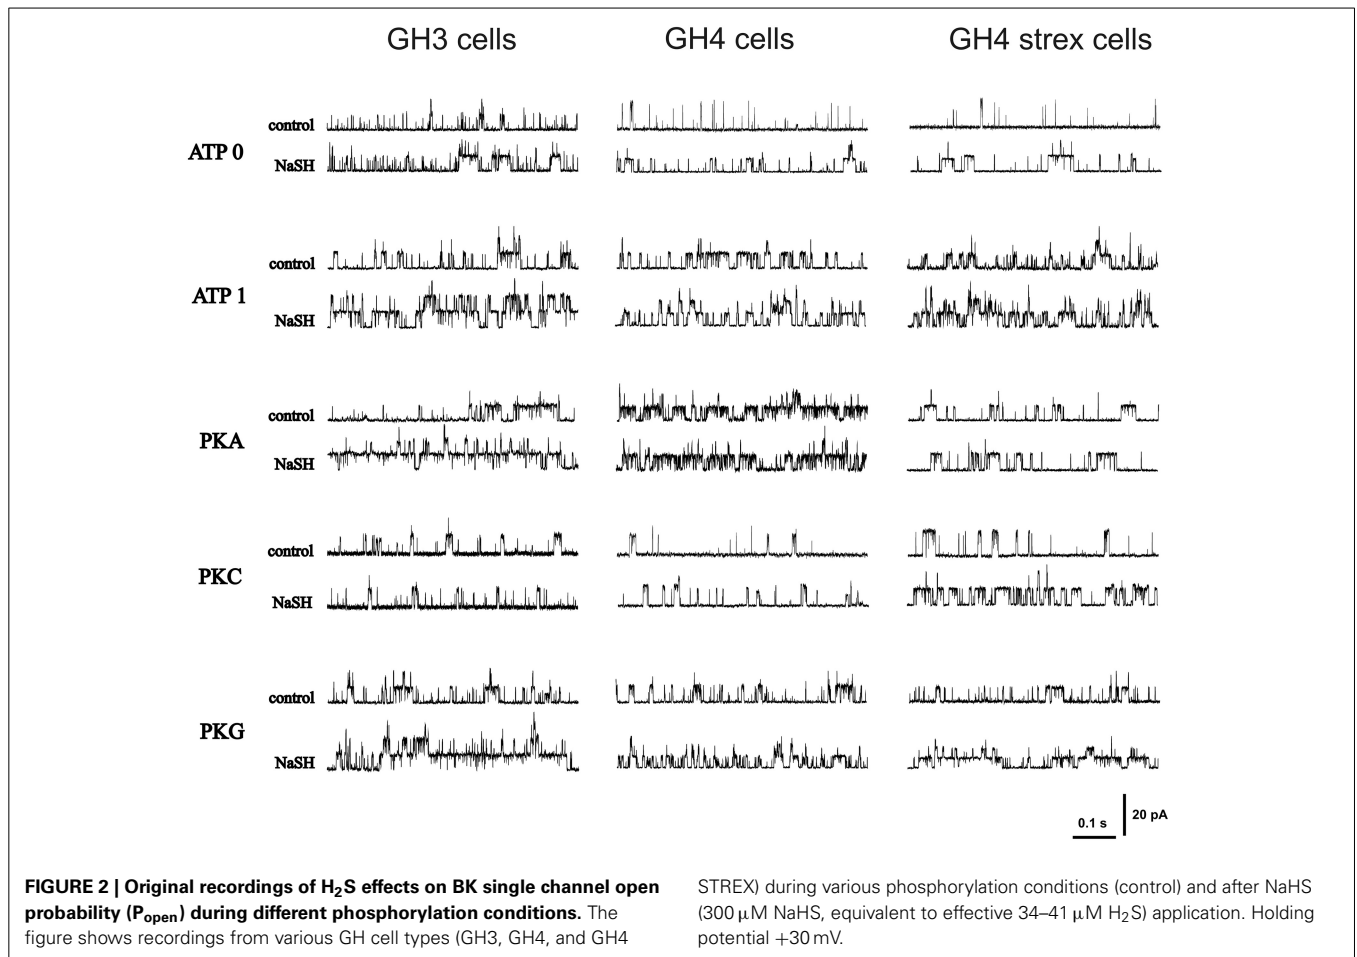 GH3 cells GH4 cells GH4 strex cells
ATP 0
control
NaSH
ATP 1
control
NaSH
PKA
control
NaSH
PKC
control
NaSH
PKG
control
NaSH
0.1 s
20 pA
FIGURE 2 | Original recordings of H₂S effects on BK single channel open
probability (Pₒₚₑₙ) during different phosphorylation conditions. The
figure shows recordings from various GH cell types (GH3, GH4, and GH4
STREX) during various phosphorylation conditions (control) and after NaHS
(300 μM NaHS, equivalent to effective 34–41 μM H₂S) application. Holding
potential +30 mV.